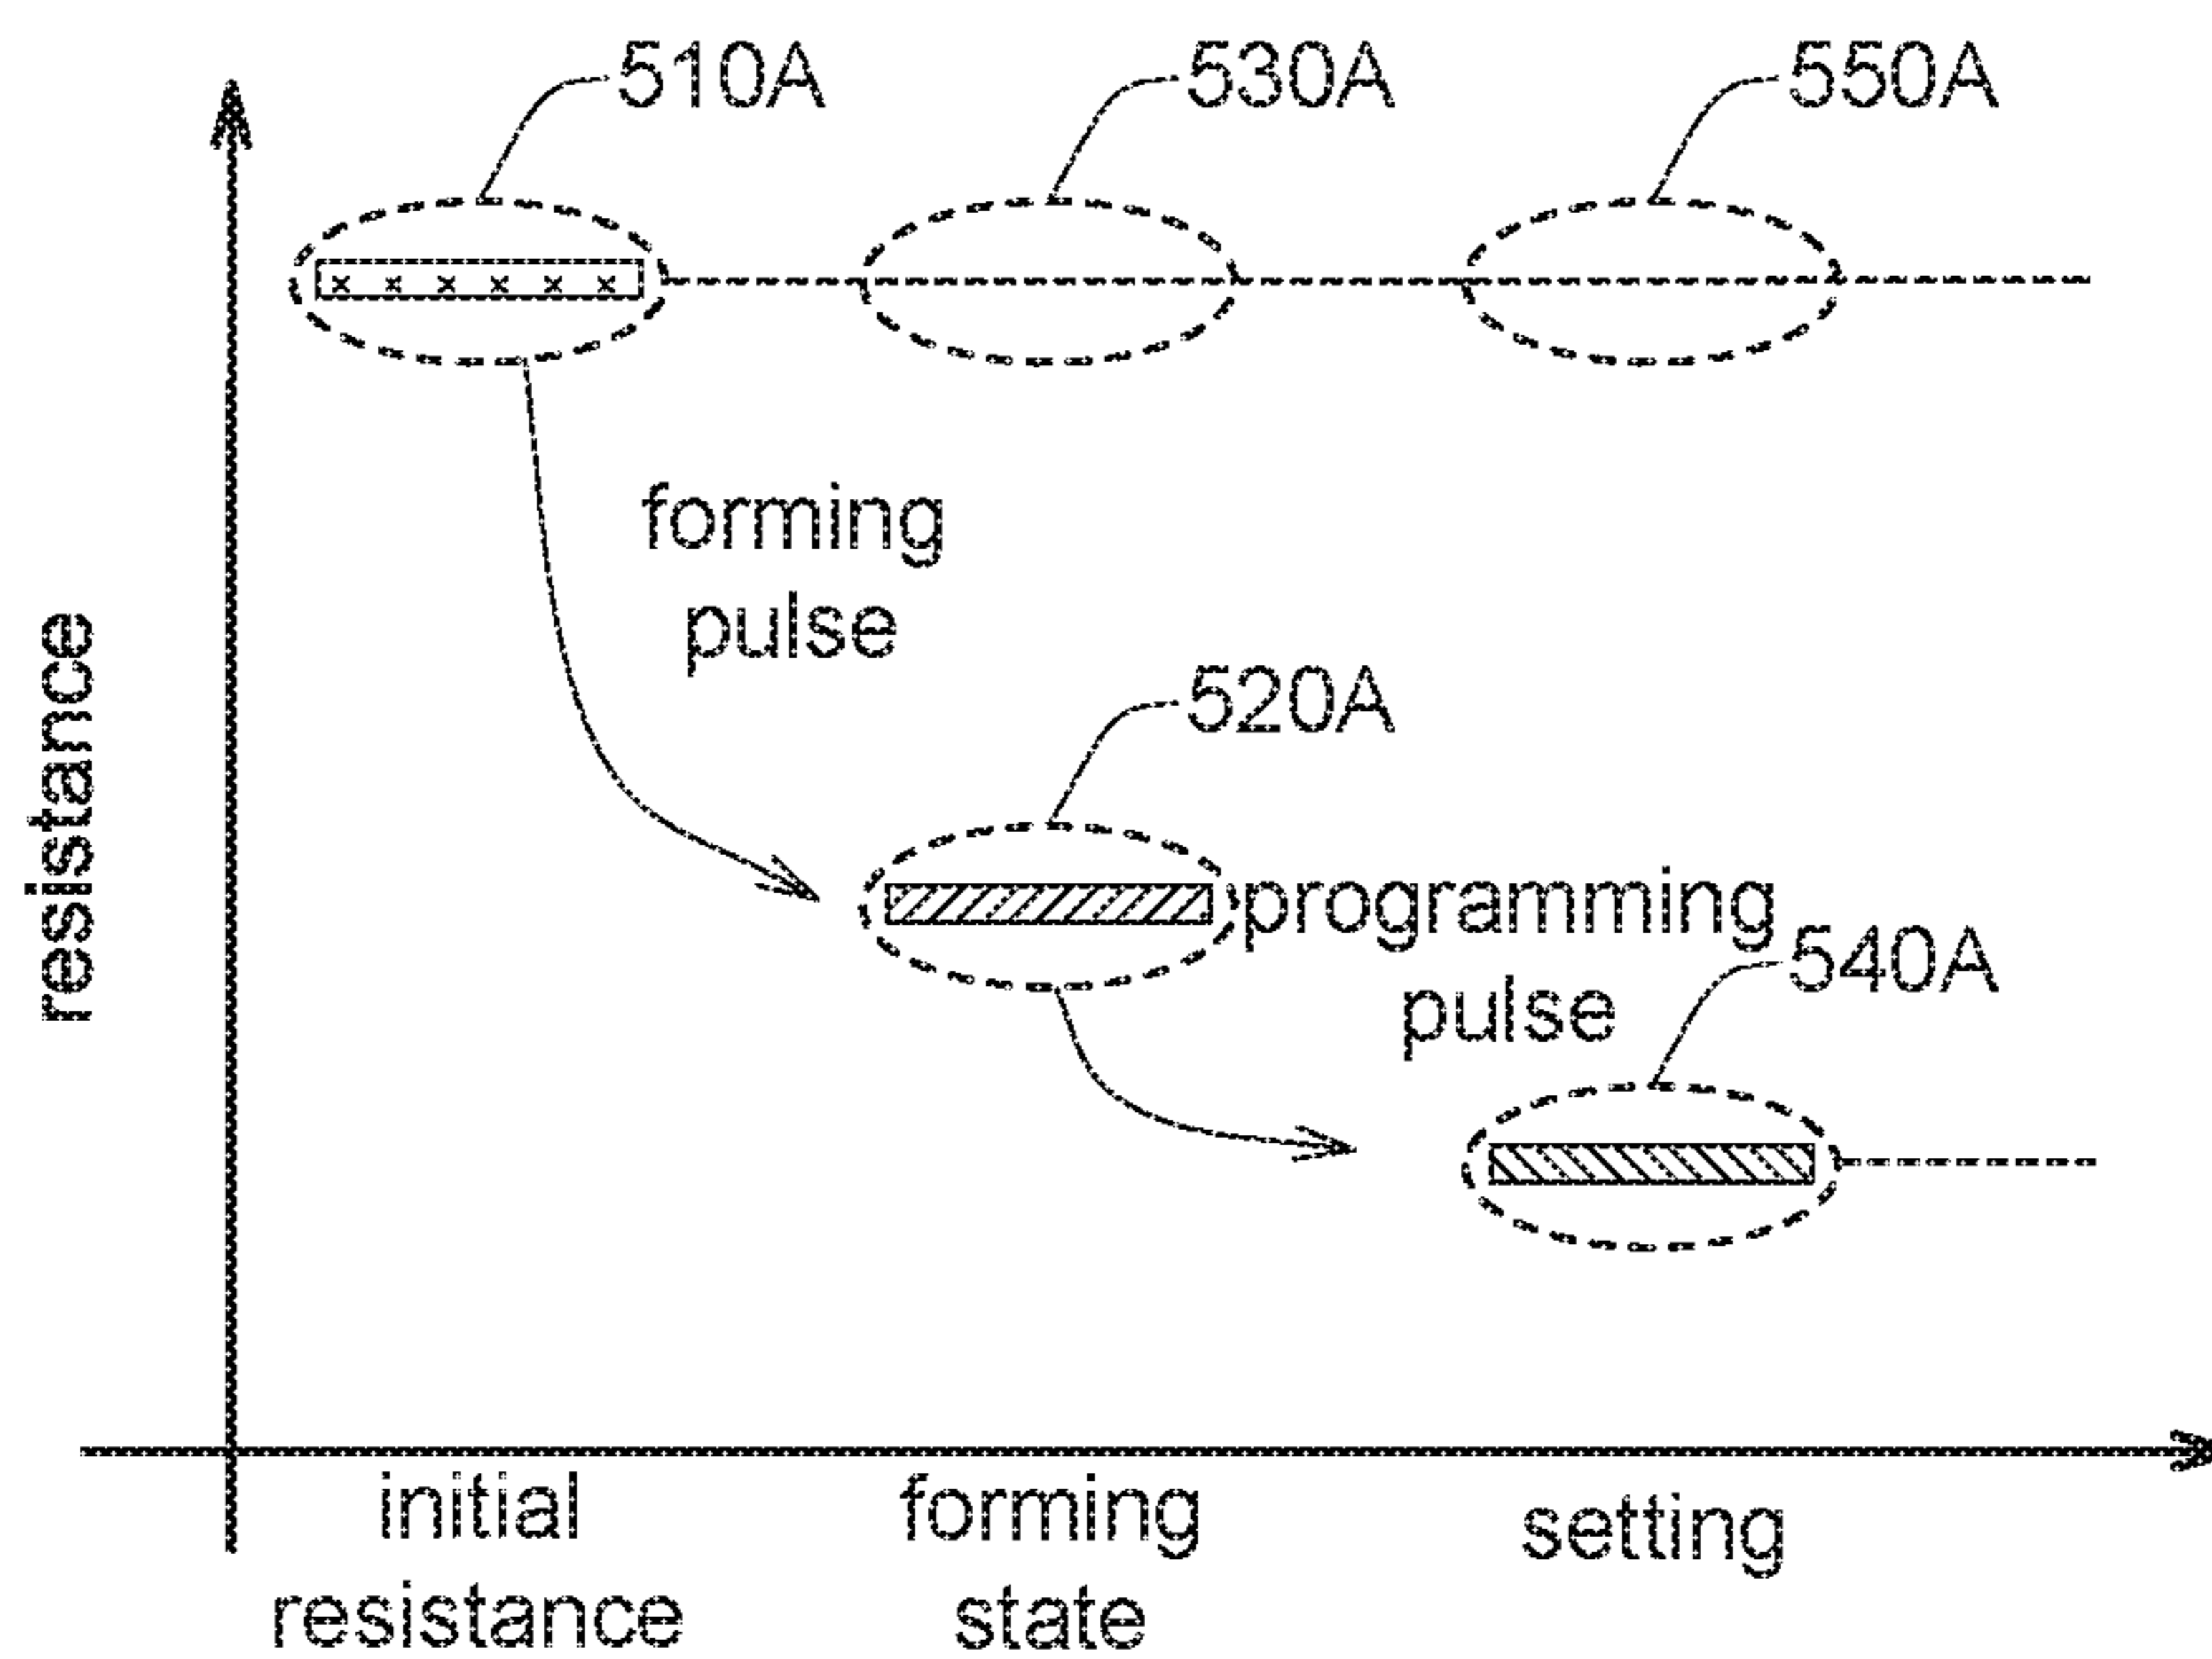 510A
530A
550A
forming
pulse
resistance
520A
programming
pulse
540A
initial
resistance
forming
state
setting